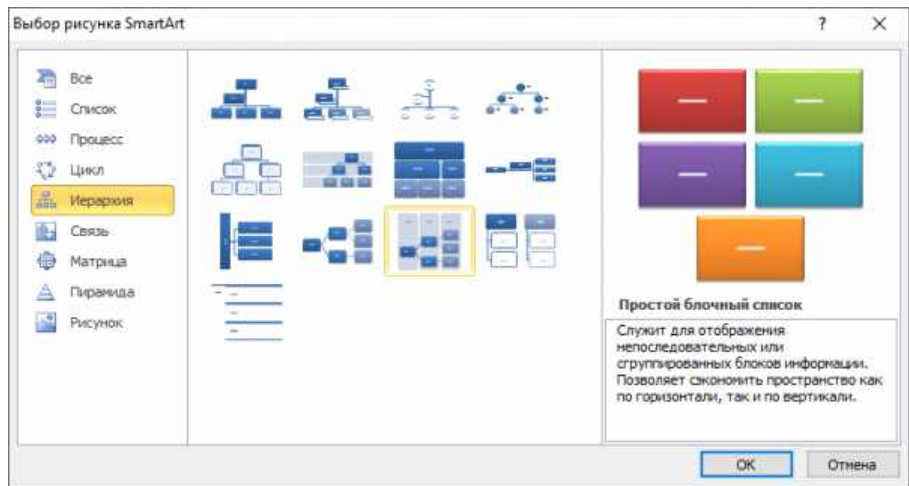 Выбор рисунка SmartArt
?
Все
Список
Процесс
Цикл
Иерархия
Связь
Матрица
Пирамида
Рисунок
Простой блочный список
Служит для отображения
непоследовательных или
сгруппированных блоков информации.
Позволяет сэкономить пространство как
по горизонтали, так и по вертикали.
ОК
Отмена